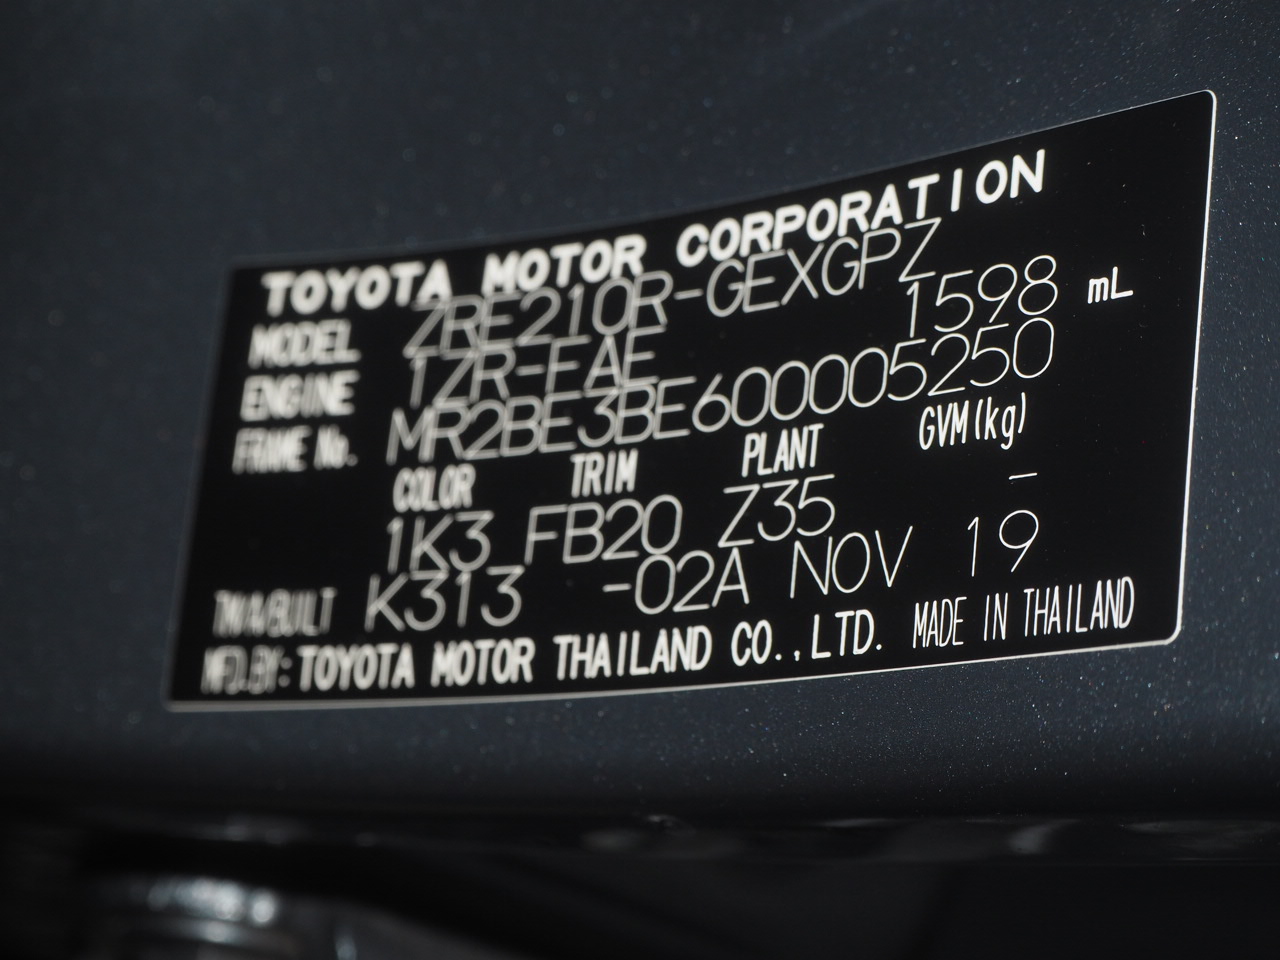 TOYOTA MOTOR CORPORATION
MODEL ZRE210R-GEXGPZ
ENGINE 1ZR-FAE 1598 mL
FRAME No. MR2BE3BE600005250
COLOR TRIM PLANT GVM(kg)
1K3 FB20 Z35 –
T/M/A/BUILT K313 -02A NOV 19
MFD.BY: TOYOTA MOTOR THAILAND CO.,LTD. MADE IN THAILAND